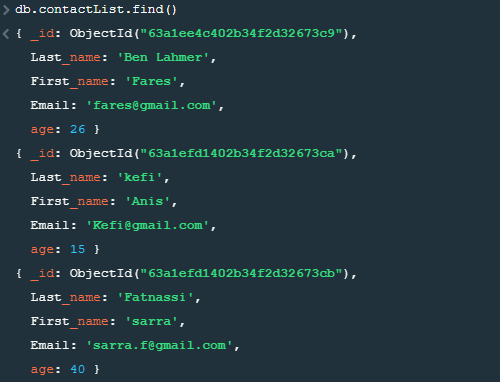 db.contactList.find()
{ _id: ObjectId("63a1ee4c402b34f2d32673c9"),
Last_name: 'Ben Lahmer',
First_name: 'Fares',
Email: 'fares@gmail.com',
age: 26 }
{ _id: ObjectId("63a1efd1402b34f2d32673ca"),
Last_name: 'kefi',
First_name: 'Anis',
Email: 'Kefi@gmail.com',
age: 15 }
{ _id: ObjectId("63a1efd1402b34f2d32673cb"),
Last_name: 'Fatnassi',
First_name: 'sarra',
Email: 'sarra.f@gmail.com',
age: 40 }